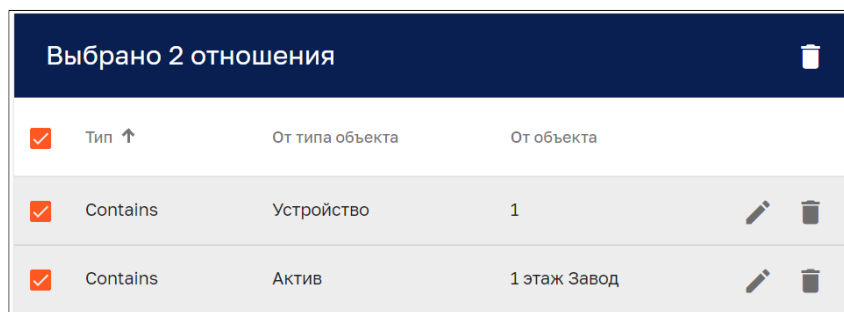 Выбрано 2 отношения
Тип ↑ От типа объекта От объекта
Contains Устройство 1
Contains Актив 1 этаж Завод